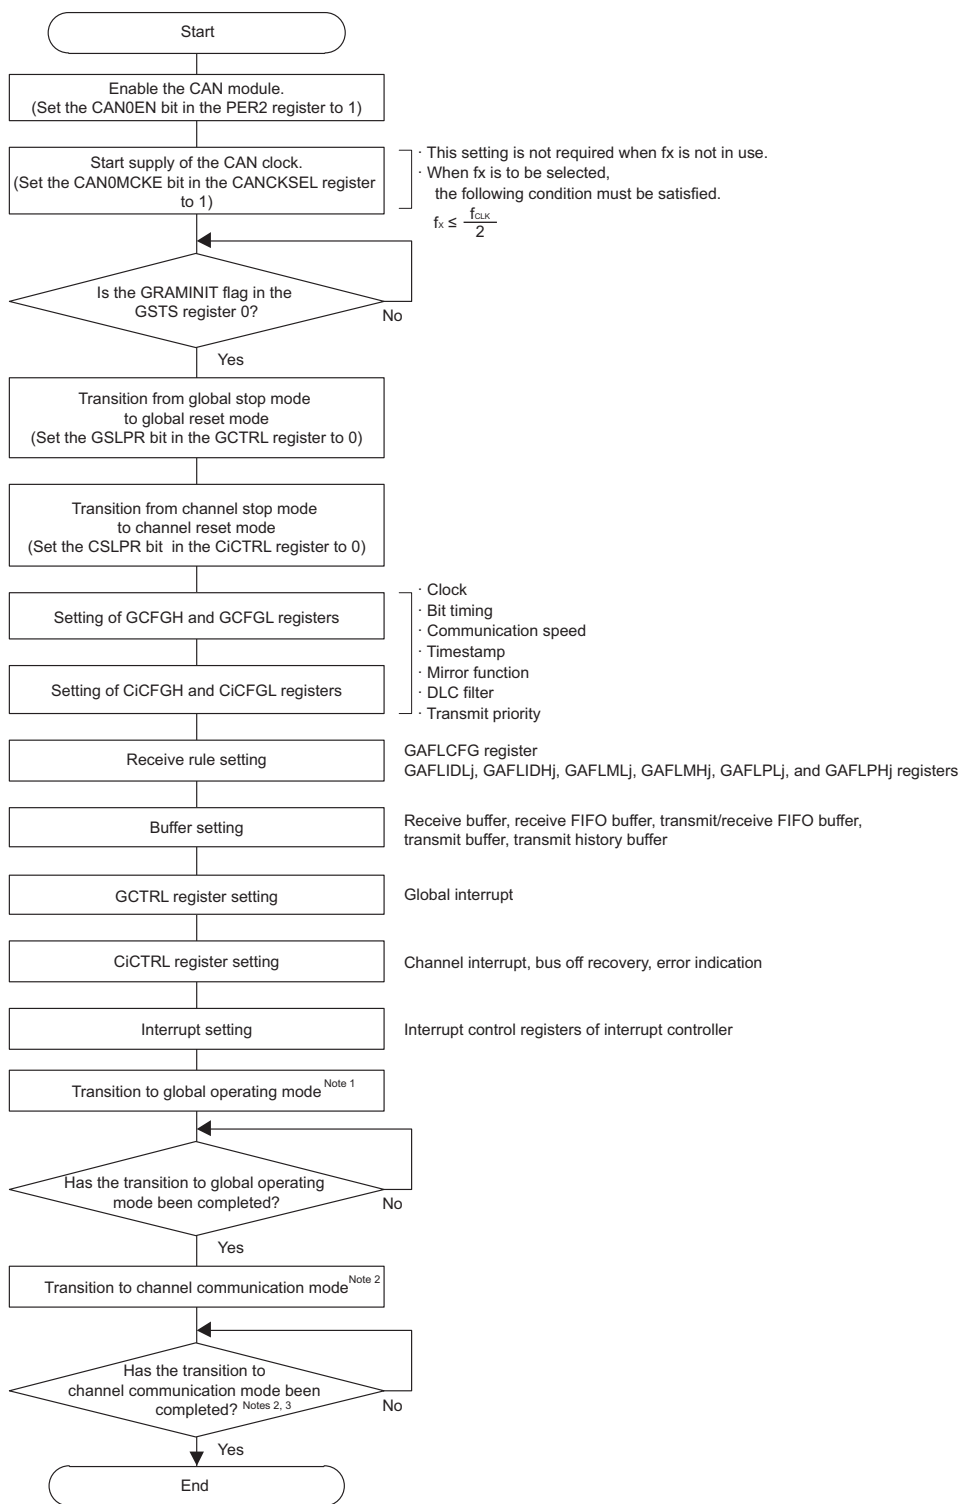 Start
Enable the CAN module.
(Set the CAN0EN bit in the PER2 register to 1)
Start supply of the CAN clock.
(Set the CAN0MCKE bit in the CANCKSEL register
to 1)
· This setting is not required when fx is not in use.
· When fx is to be selected,
the following condition must be satisfied.
fx ≤ fCLK / 2
Is the GRAMINIT flag in the
GSTS register 0?
No
Yes
Transition from global stop mode
to global reset mode
(Set the GSLPR bit in the GCTRL register to 0)
Transition from channel stop mode
to channel reset mode
(Set the CSLPR bit in the CiCTRL register to 0)
Setting of GCFGH and GCFGL registers
Setting of CiCFGH and CiCFGL registers
· Clock
· Bit timing
· Communication speed
· Timestamp
· Mirror function
· DLC filter
· Transmit priority
Receive rule setting
GAFLCFG register
GAFLIDLj, GAFLIDHj, GAFLMLj, GAFLMHj, GAFLPLj, and GAFLPHj registers
Buffer setting
Receive buffer, receive FIFO buffer, transmit/receive FIFO buffer,
transmit buffer, transmit history buffer
GCTRL register setting
Global interrupt
CiCTRL register setting
Channel interrupt, bus off recovery, error indication
Interrupt setting
Interrupt control registers of interrupt controller
Transition to global operating mode Note 1
Has the transition to global operating
mode been completed?
No
Yes
Transition to channel communication mode Note 2
Has the transition to
channel communication mode been
completed? Notes 2, 3
No
Yes
End